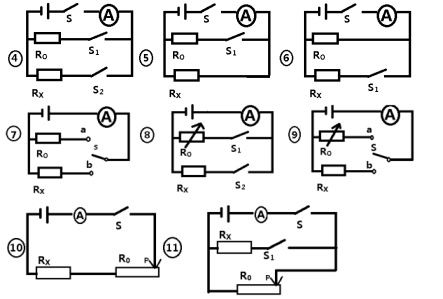 S A S A S A
R₀ S₁ R₀ S₁ R₀
④ ⑤ ⑥
Rx S₂ Rx Rx S₁
A A A
⑦ a ⑧ ⑨ a
R₀ S R₀ S₁ R₀ S
b b
Rx Rx S₂ Rx
A S A S
⑩ ⑪ Rx S₁
Rx R₀ P R₀ P